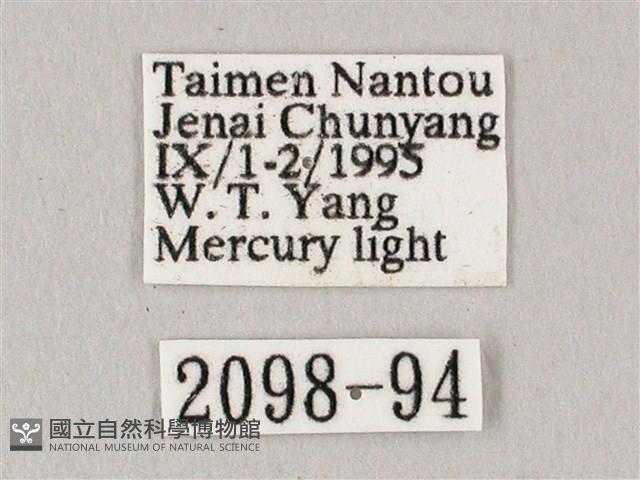 Taimen Nantou
Jenai Chunyang
IX/1-2/1995
W. T. Yang
Mercury light
2098-94
國立自然科學博物館
NATIONAL MUSEUM OF NATURAL SCIENCE